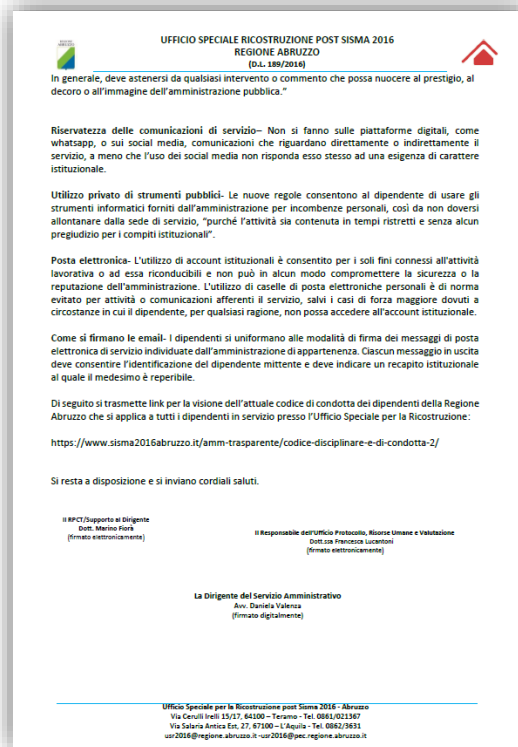 UFFICIO SPECIALE RICOSTRUZIONE POST SISMA 2016
REGIONE ABRUZZO
(D.L. 189/2016)
In generale, deve astenersi da qualsiasi intervento o commento che possa nuocere al prestigio, al
decoro o all'immagine dell'amministrazione pubblica."
Riservatezza delle comunicazioni di servizio– Non si fanno sulle piattaforme digitali, come
whatsapp, o sui social media, comunicazioni che riguardano direttamente o indirettamente il
servizio, a meno che l'uso dei social media non risponda esso stesso ad una esigenza di carattere
istituzionale.
Utilizzo privato di strumenti pubblici- Le nuove regole consentono al dipendente di usare gli
strumenti informatici forniti dall'amministrazione per incombenze personali, così da non doversi
allontanare dalla sede di servizio, "purché l'attività sia contenuta in tempi ristretti e senza alcun
pregiudizio per i compiti istituzionali".
Posta elettronica- L'utilizzo di account istituzionali è consentito per i soli fini connessi all'attività
lavorativa o ad essa riconducibili e non può in alcun modo compromettere la sicurezza o la
reputazione dell'amministrazione. L'utilizzo di caselle di posta elettroniche personali è di norma
evitato per attività o comunicazioni afferenti il servizio, salvi i casi di forza maggiore dovuti a
circostanze in cui il dipendente, per qualsiasi ragione, non possa accedere all'account istituzionale.
Come si firmano le email- I dipendenti si uniformano alle modalità di firma dei messaggi di posta
elettronica di servizio individuate dall'amministrazione di appartenenza. Ciascun messaggio in uscita
deve consentire l'identificazione del dipendente mittente e deve indicare un recapito istituzionale
al quale il medesimo è reperibile.
Di seguito si trasmette link per la visione dell'attuale codice di condotta dei dipendenti della Regione
Abruzzo che si applica a tutti i dipendenti in servizio presso l'Ufficio Speciale per la Ricostruzione:
https://www.sisma2016abruzzo.it/amm-trasparente/codice-disciplinare-e-di-condotta-2/
Si resta a disposizione e si inviano cordiali saluti.
Il RPCT/Supporto al Dirigente
Dott. Marino Fiorà
(firmato elettronicamente)
Il Responsabile dell'Ufficio Protocollo, Risorse Umane e Valutazione
Dott.ssa Francesca Lucantoni
(firmato elettronicamente)
La Dirigente del Servizio Amministrativo
Avv. Daniela Valenza
(firmato digitalmente)
Ufficio Speciale per la Ricostruzione post Sisma 2016 - Abruzzo
Via Cerulli Irelli 15/17, 64100 – Teramo - Tel. 0861/021367
Via Salaria Antica Est, 27, 67100 – L'Aquila - Tel. 0862/3631
usr2016@regione.abruzzo.it -usr2016@pec.regione.abruzzo.it